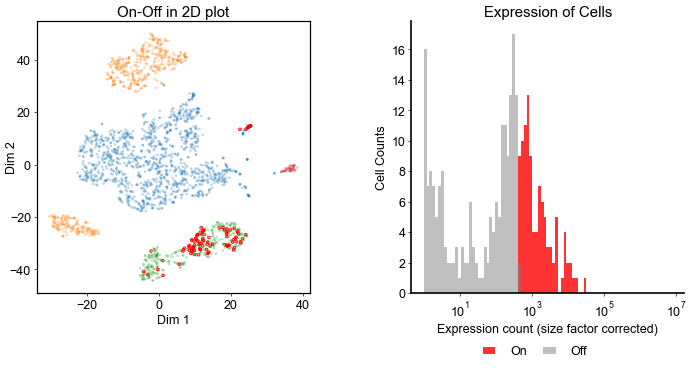 On-Off in 2D plot
Dim 2
40
20
0
−20
−40
−20 0 20 40
Dim 1
Expression of Cells
Cell Counts
16
14
12
10
8
6
4
2
0
10^1 10^3 10^5 10^7
Expression count (size factor corrected)
On Off